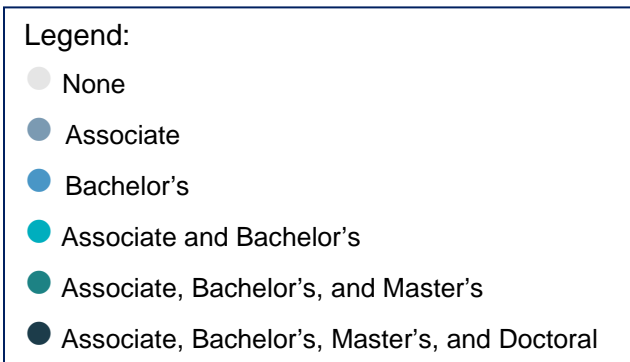 Legend:
None
Associate
Bachelor’s
Associate and Bachelor’s
Associate, Bachelor’s, and Master’s
Associate, Bachelor’s, Master’s, and Doctoral